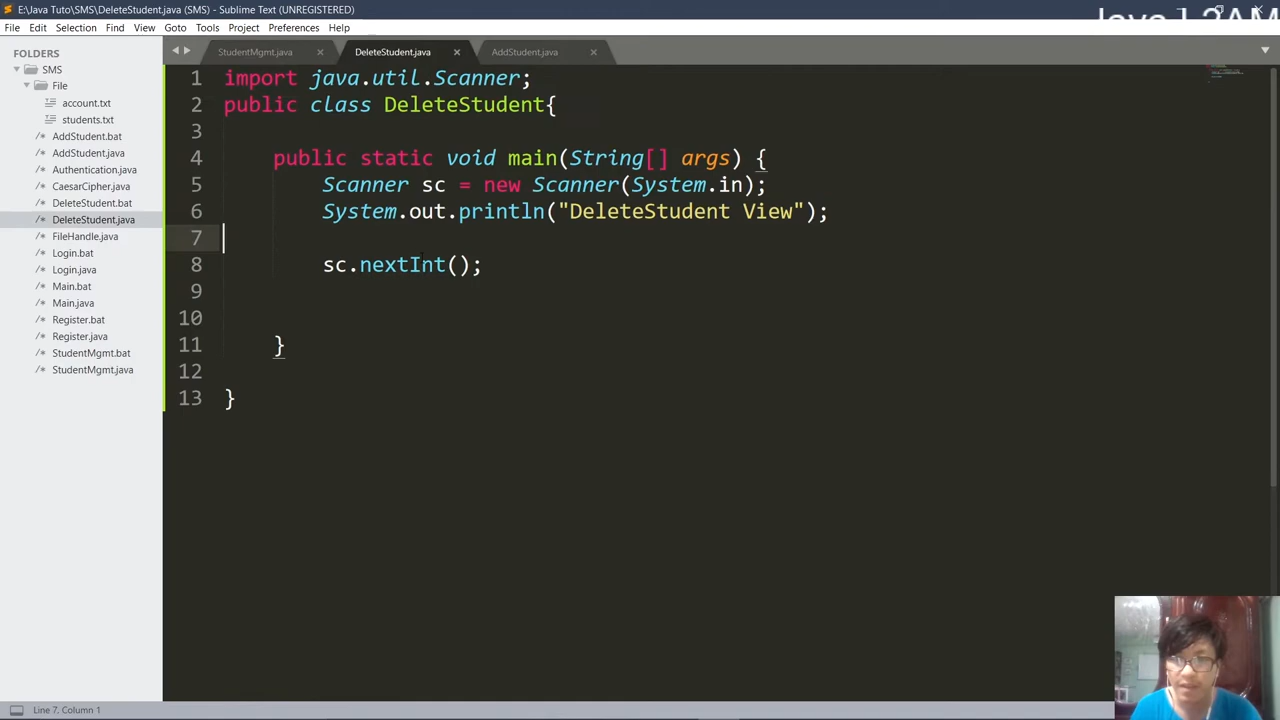 E:\Java Tuto\SMS\DeleteStudent.java (SMS) - Sublime Text (UNREGISTERED)
File Edit Selection Find View Goto Tools Project Preferences Help
FOLDERS
SMS
File
account.txt
students.txt
AddStudent.bat
AddStudent.java
Authentication.java
CaesarCipher.java
DeleteStudent.bat
DeleteStudent.java
FileHandle.java
Login.bat
Login.java
Main.bat
Main.java
Register.bat
Register.java
StudentMgmt.bat
StudentMgmt.java
StudentMgmt.java DeleteStudent.java AddStudent.java
1 import java.util.Scanner;
2 public class DeleteStudent{
3
4 public static void main(String[] args) {
5 Scanner sc = new Scanner(System.in);
6 System.out.println("DeleteStudent View");
7
8 sc.nextInt();
9
10
11 }
12
13 }
Line 7, Column 1